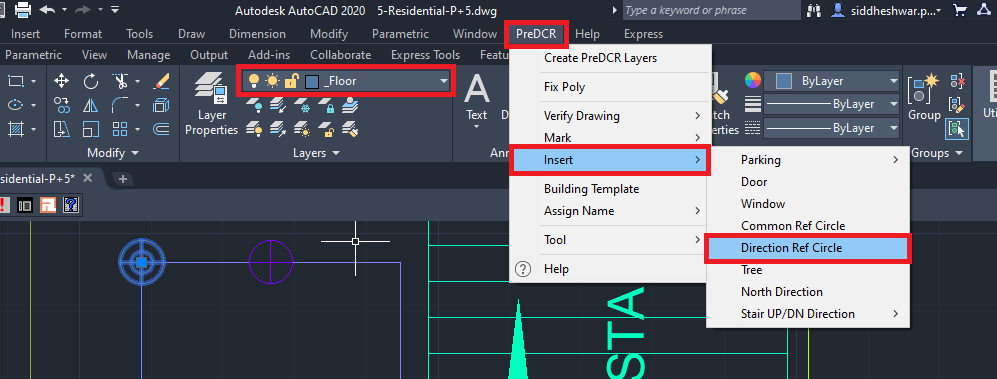 Autodesk AutoCAD 2020 5-Residential-P+5.dwg Type a keyword or phrase siddheshwar.p...
Insert Format Tools Draw Dimension Modify Parametric Window PreDCR Help Express
Parametric View Manage Output Add-ins Collaborate Express Tools Featu
_Floor
Create PreDCR Layers
Fix Poly
Verify Drawing
Mark
Insert
Building Template
Assign Name
Tool
Help
Parking
Door
Window
Common Ref Circle
Direction Ref Circle
Tree
North Direction
Stair UP/DN Direction
Layer
Properties
A
Text
D
ByLayer
ByLayer
ByLayer
Group
Modify
Layers
Ann
Groups
esidential-P+5*
STA